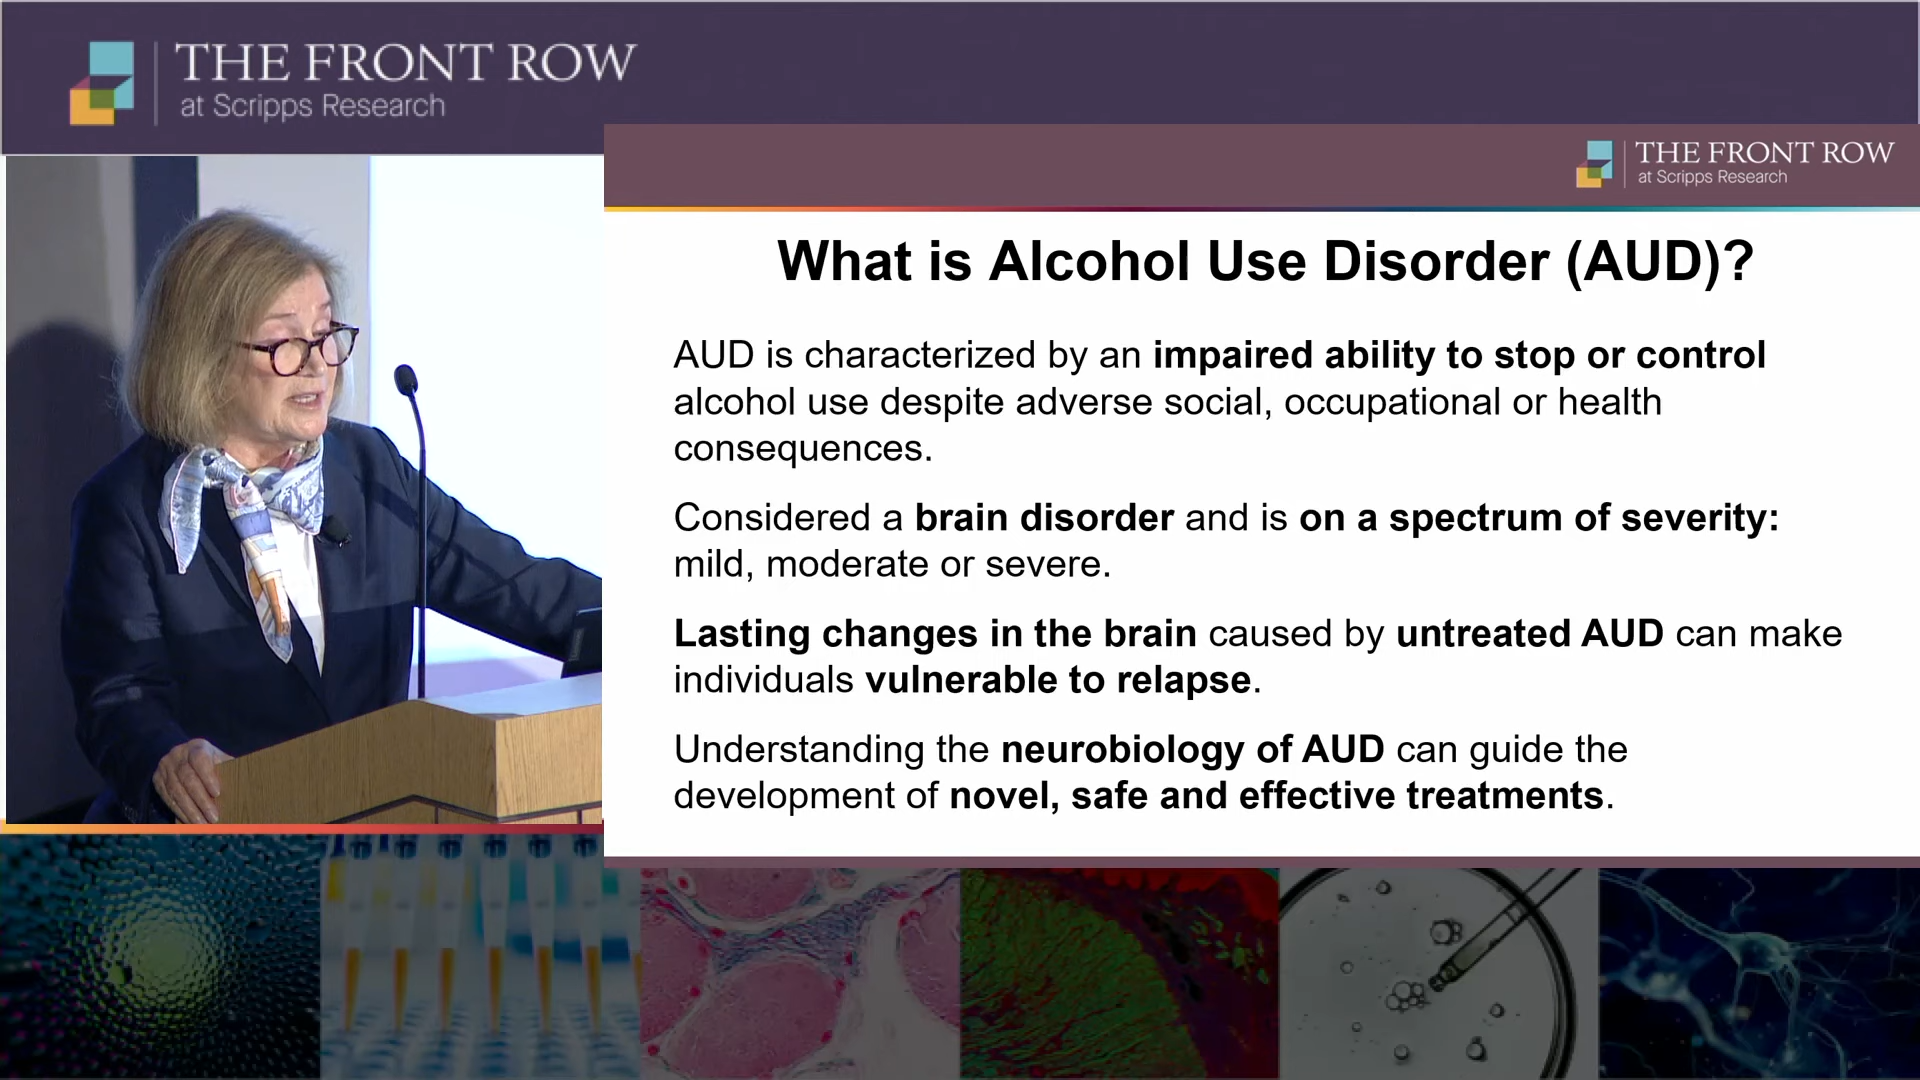 THE FRONT ROW
at Scripps Research
THE FRONT ROW
at Scripps Research
What is Alcohol Use Disorder (AUD)?
AUD is characterized by an impaired ability to stop or control
alcohol use despite adverse social, occupational or health
consequences.
Considered a brain disorder and is on a spectrum of severity:
mild, moderate or severe.
Lasting changes in the brain caused by untreated AUD can make
individuals vulnerable to relapse.
Understanding the neurobiology of AUD can guide the
development of novel, safe and effective treatments.